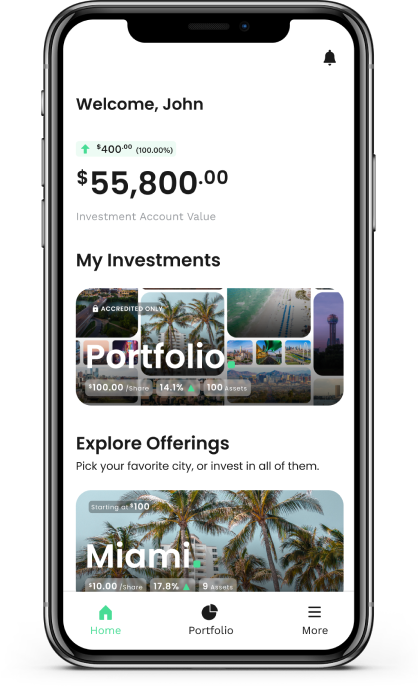 Welcome, John
$400.00 (100.00%)
$55,800.00
Investment Account Value
My Investments
ACCREDITED ONLY
Portfolio.
$100.00 /Share 14.1% 100 Assets
Explore Offerings
Pick your favorite city, or invest in all of them.
Starting at $100
Miami.
$10.00 /Share 17.8% 9 Assets
Home Portfolio More